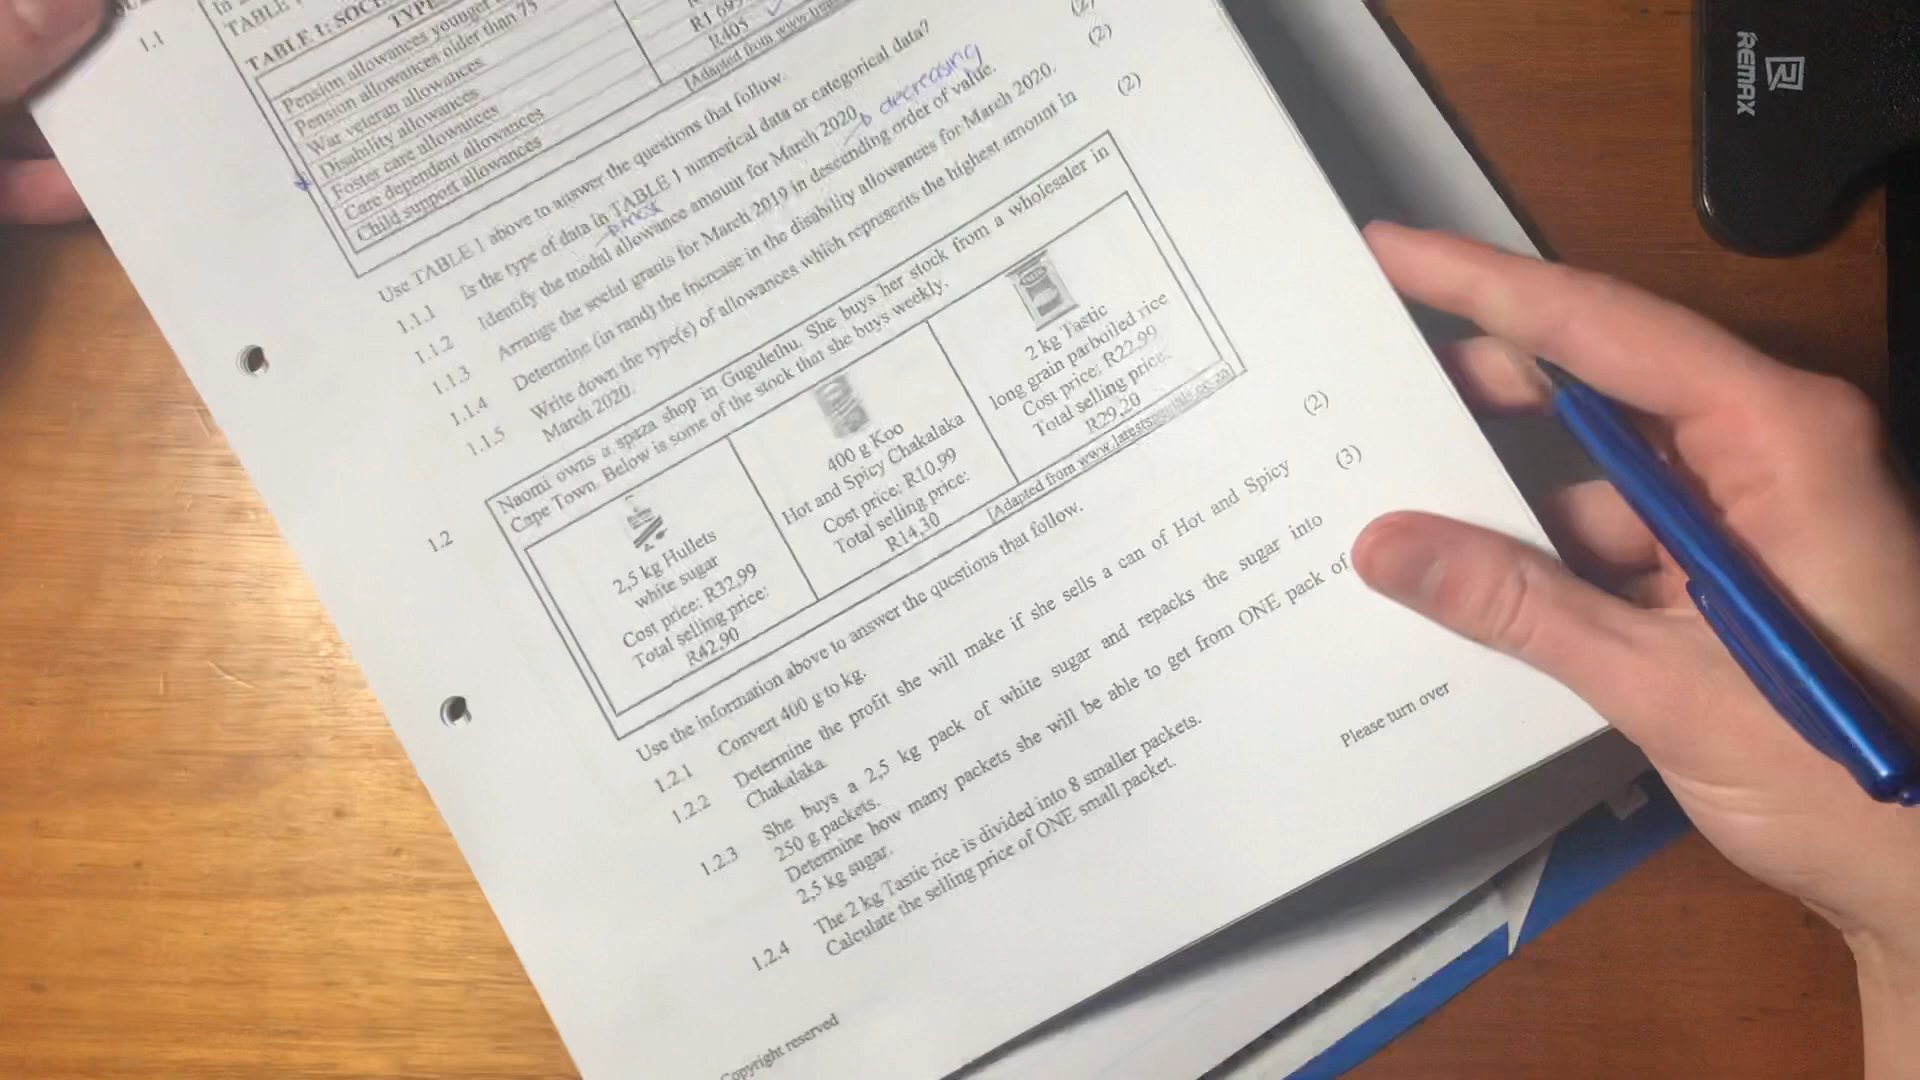 1.1
TABLE
TABLE 1: SOC
TYPE
Pension allowances younger
Pension allowances older than 75
War veteran allowances
Disability allowances
Foster care allowances
Care dependent allowances
Child support allowances
R405
[Adapted from www
Use TABLE 1 above to answer the questions that follow.
1.1.1 Is the type of data in TABLE 1 numerical data or categorical data? (2)
1.1.2 Identify the modal allowance amount for March 2020. (2)
decreasing
1.1.3 Arrange the social grants for March 2019 in descending order of value.
1.1.4 Determine (in rand) the increase in the disability allowances for March 2020. (2)
1.1.5 Write down the type(s) of allowances which represents the highest amount in
March 2020.
1.2 Naomi owns a spaza shop in Gugulethu. She buys her stock from a wholesaler in
Cape Town. Below is some of the stock that she buys weekly.
2,5 kg Hullets
white sugar
Cost price: R32,99
Total selling price:
R42,90
400 g Koo
Hot and Spicy Chakalaka
Cost price: R10,99
Total selling price:
R14,30
2 kg Tastic
long grain parboiled rice
Cost price: R22,99
Total selling price:
R29,20
[Adapted from www.latestspecials.co.za]
Use the information above to answer the questions that follow.
1.2.1 Convert 400 g to kg. (2)
1.2.2 Determine the profit she will make if she sells a can of Hot and Spicy
Chakalaka. (3)
1.2.3 She buys a 2,5 kg pack of white sugar and repacks the sugar into
250 g packets.
Determine how many packets she will be able to get from ONE pack of
2,5 kg sugar.
1.2.4 The 2 kg Tastic rice is divided into 8 smaller packets.
Calculate the selling price of ONE small packet.
Copyright reserved
Please turn over
REMAX